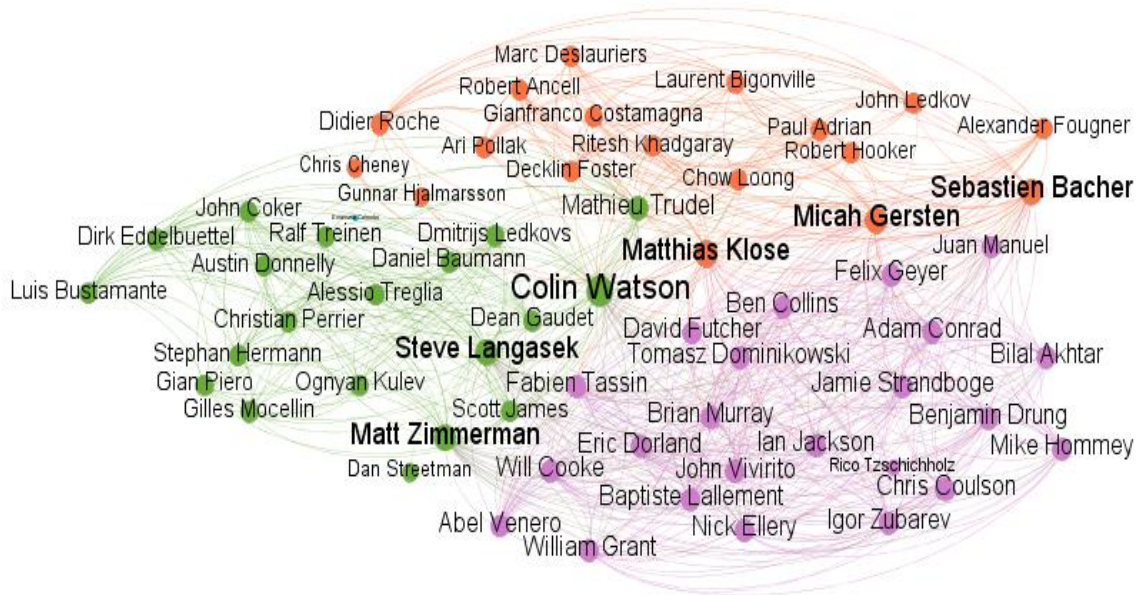 Marc Deslauriers
Robert Ancell
Laurent Bigonville
Gianfranco Costamagna
John Ledkov
Didier Roche
Paul Adrian
Alexander Fougner
Ari Pollak
Ritesh Khadgaray
Robert Hooker
Chris Cheney
Decklin Foster
Chow Loong
Gunnar Hjalmarsson
Sebastien Bacher
John Coker
Mathieu Trudel
Micah Gersten
Dirk Eddelbuettel
Ralf Treinen
Dmitrijs Ledkovs
Juan Manuel
Austin Donnelly
Daniel Baumann
Matthias Klose
Felix Geyer
Luis Bustamante
Alessio Treglia
Colin Watson
Ben Collins
Christian Perrier
Dean Gaudet
David Futcher
Adam Conrad
Stephan Hermann
Steve Langasek
Tomasz Dominikowski
Bilal Akhtar
Gian Piero
Ognyan Kulev
Fabien Tassin
Jamie Strandboge
Gilles Mocellin
Scott James
Brian Murray
Benjamin Drung
Matt Zimmerman
Eric Dorland
Ian Jackson
Mike Hommey
Dan Streetman
Will Cooke
John Vivirito
Rico Tzschichholz
Chris Coulson
Baptiste Lallement
Abel Venero
Nick Ellery
Igor Zubarev
William Grant